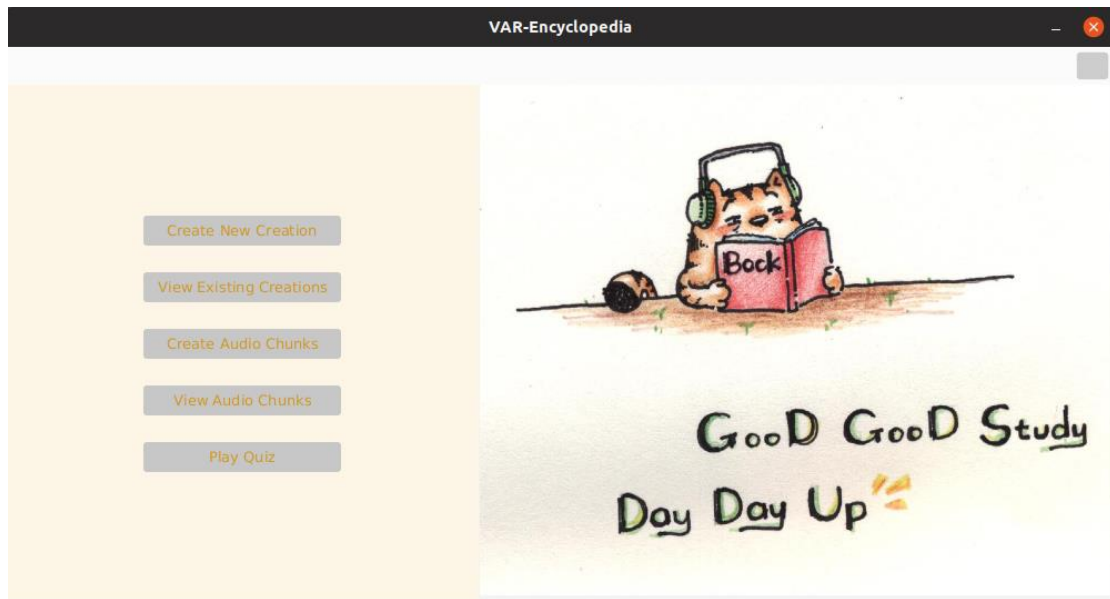 VAR-Encyclopedia
Create New Creation
View Existing Creations
Create Audio Chunks
View Audio Chunks
Play Quiz
Bock
GooD GooD Study
Day Day Up